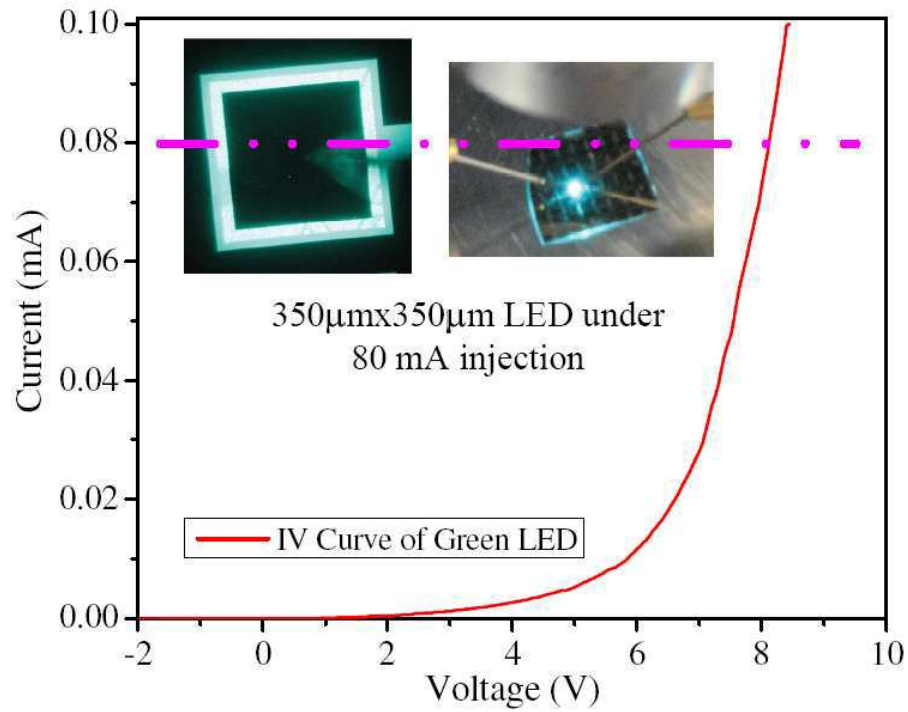 0.10
0.08
0.06
0.04
0.02
0.00
Current (mA)
350μmx350μm LED under
80 mA injection
IV Curve of Green LED
-2 0 2 4 6 8 10
Voltage (V)